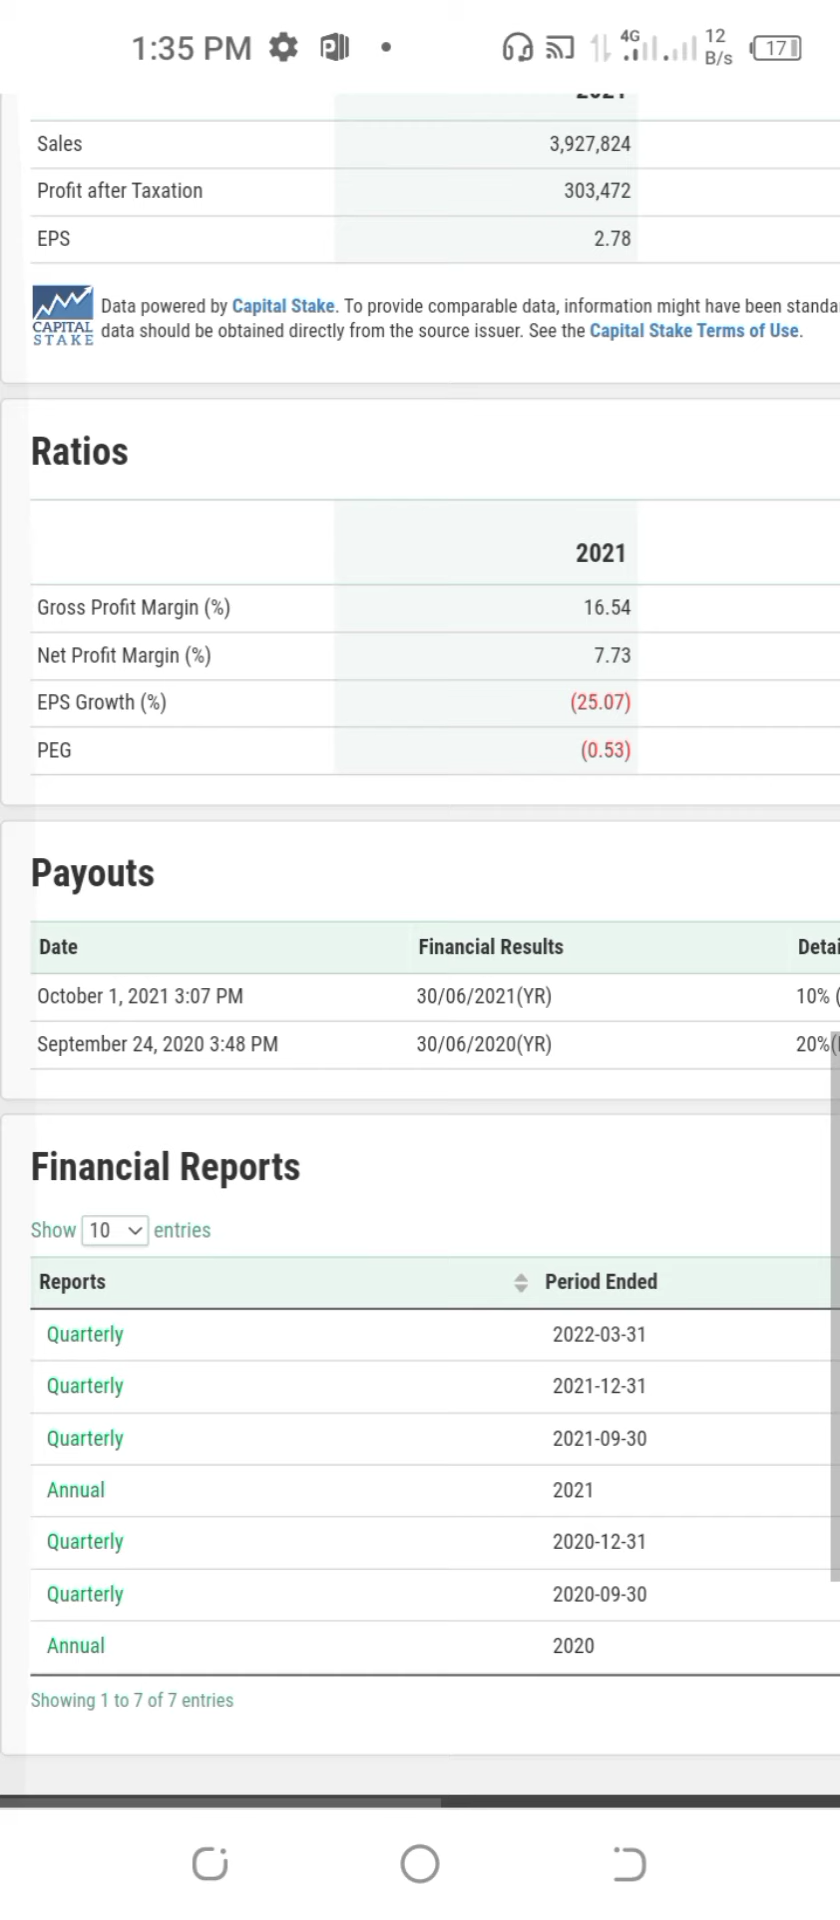 1:35 PM 4G 12 B/s 17
2021
Sales 3,927,824
Profit after Taxation 303,472
EPS 2.78
CAPITAL STAKE
Data powered by Capital Stake. To provide comparable data, information might have been standa
data should be obtained directly from the source issuer. See the Capital Stake Terms of Use.
Ratios
2021
Gross Profit Margin (%) 16.54
Net Profit Margin (%) 7.73
EPS Growth (%) (25.07)
PEG (0.53)
Payouts
Date Financial Results Detai
October 1, 2021 3:07 PM 30/06/2021(YR) 10% (
September 24, 2020 3:48 PM 30/06/2020(YR) 20%(
Financial Reports
Show 10 entries
Reports Period Ended
Quarterly 2022-03-31
Quarterly 2021-12-31
Quarterly 2021-09-30
Annual 2021
Quarterly 2020-12-31
Quarterly 2020-09-30
Annual 2020
Showing 1 to 7 of 7 entries